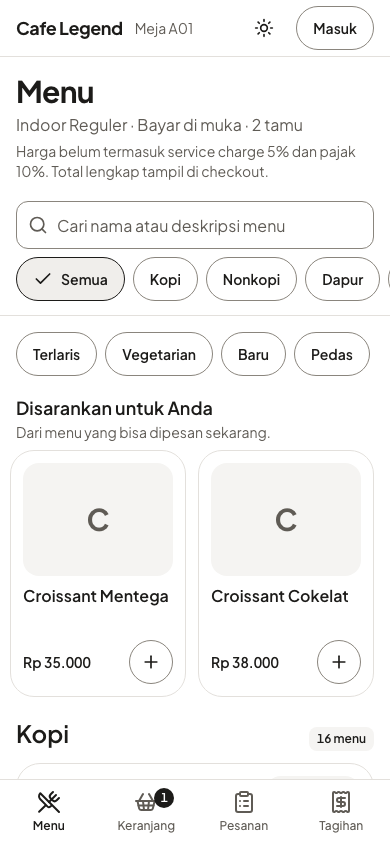 Cafe Legend Meja A01 Masuk
Menu
Indoor Reguler · Bayar di muka · 2 tamu
Harga belum termasuk service charge 5% dan pajak
10%. Total lengkap tampil di checkout.
Cari nama atau deskripsi menu
Semua Kopi Nonkopi Dapur
Terlaris Vegetarian Baru Pedas
Disarankan untuk Anda
Dari menu yang bisa dipesan sekarang.
C C
Croissant Mentega Croissant Cokelat
Rp 35.000 Rp 38.000
Kopi 16 menu
1
Menu Keranjang Pesanan Tagihan